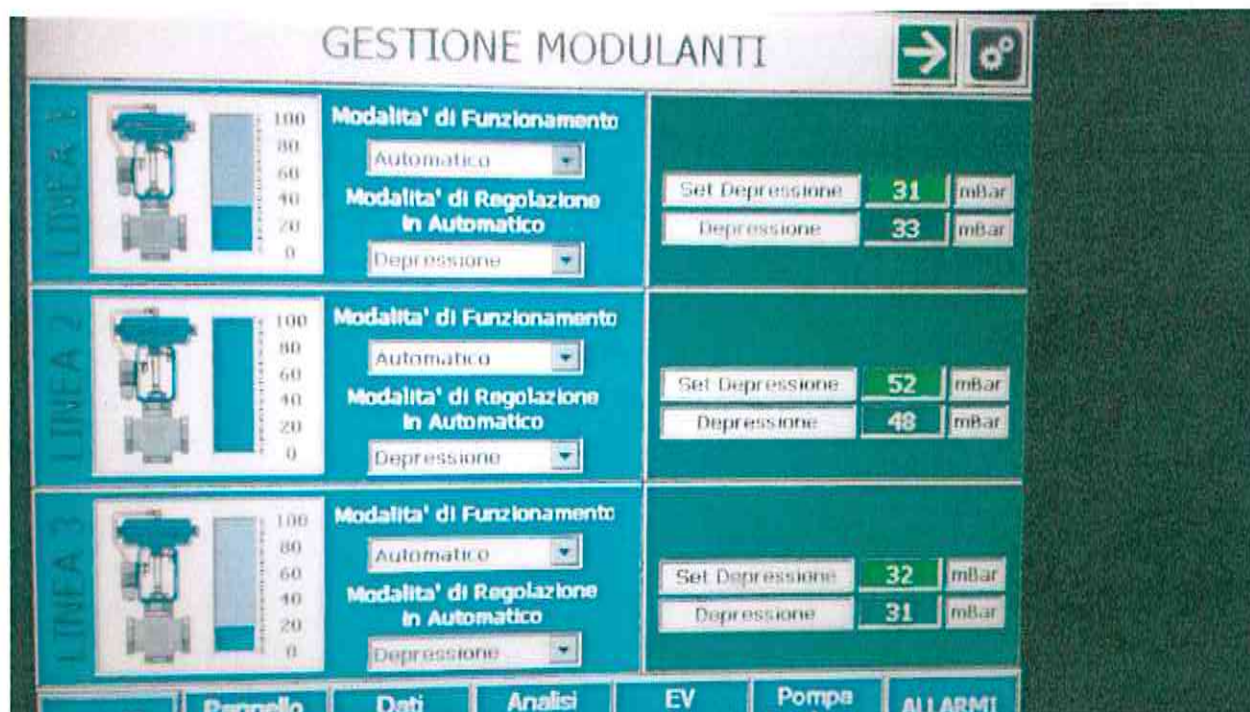 GESTIONE MODULANTI
LINEA 1
100
80
60
40
20
0
Modalita' di Funzionamento
Automatico
Modalita' di Regolazione
in Automatico
Depressione
Set Depressione 31 mBar
Depressione 33 mBar
LINEA 2
100
80
60
40
20
0
Modalita' di Funzionamento
Automatico
Modalita' di Regolazione
in Automatico
Depressione
Set Depressione 52 mBar
Depressione 48 mBar
LINEA 3
100
80
60
40
20
0
Modalita' di Funzionamento
Automatico
Modalita' di Regolazione
in Automatico
Depressione
Set Depressione 32 mBar
Depressione 31 mBar
Pannello Dati Analisi EV Pompa ALLARMI